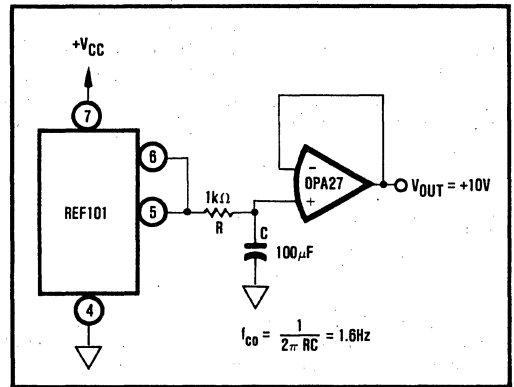 +VCC
7
6
REF101
5
1kΩ
R
C
100μF
4
-
+
OPA27
VOUT = +10V
fCO = 1 / 2π RC = 1.6Hz